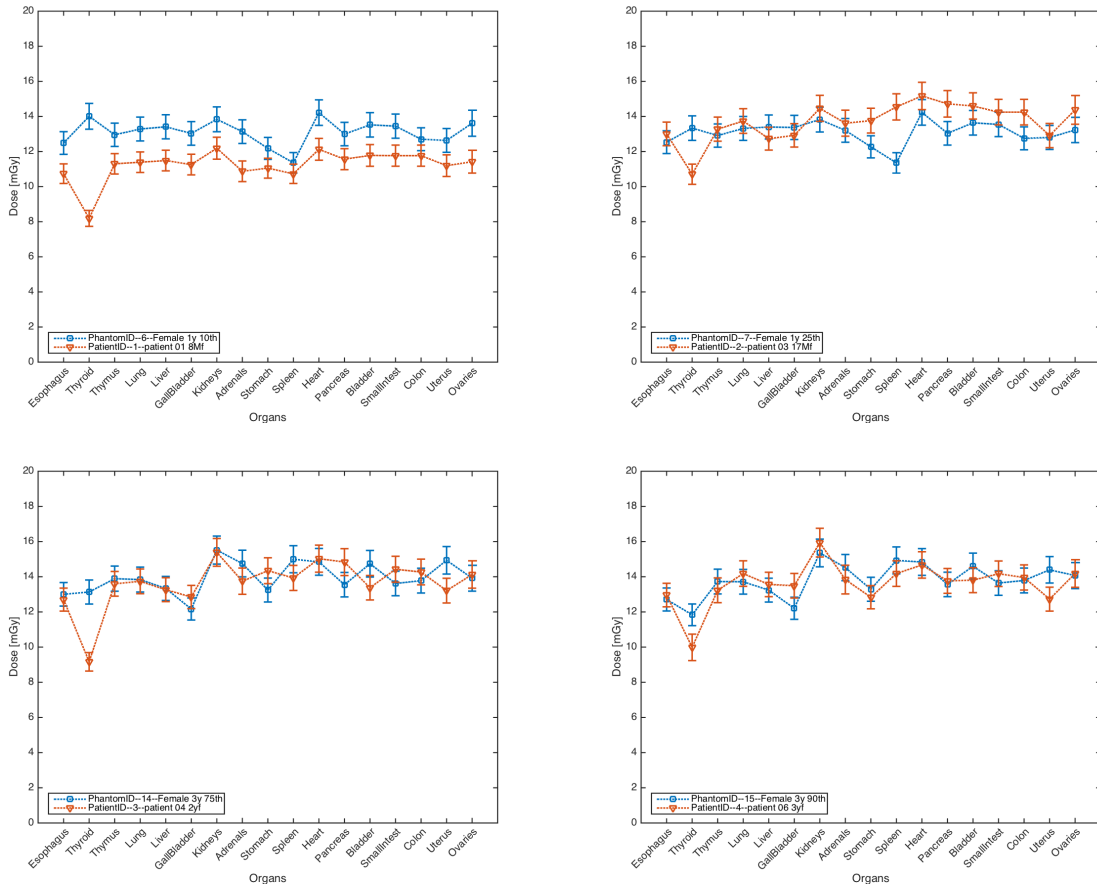 20
18
16
14
12
10
8
6
4
2
0
Dose [mGy]
PhantomID--6--Female 1y 10th
PatientID--1--patient 01 8Mf
Esophagus
Thyroid
Thymus
Lung
Liver
GallBladder
Kidneys
Adrenals
Stomach
Spleen
Heart
Pancreas
Bladder
SmallIntest
Colon
Uterus
Ovaries
Organs
20
18
16
14
12
10
8
6
4
2
0
Dose [mGy]
PhantomID--7--Female 1y 25th
PatientID--2--patient 03 17Mf
Esophagus
Thyroid
Thymus
Lung
Liver
GallBladder
Kidneys
Adrenals
Stomach
Spleen
Heart
Pancreas
Bladder
SmallIntest
Colon
Uterus
Ovaries
Organs
20
18
16
14
12
10
8
6
4
2
0
Dose [mGy]
PhantomID--14--Female 3y 75th
PatientID--3--patient 04 2yf
Esophagus
Thyroid
Thymus
Lung
Liver
GallBladder
Kidneys
Adrenals
Stomach
Spleen
Heart
Pancreas
Bladder
SmallIntest
Colon
Uterus
Ovaries
Organs
20
18
16
14
12
10
8
6
4
2
0
Dose [mGy]
PhantomID--15--Female 3y 90th
PatientID--4--patient 06 3yf
Esophagus
Thyroid
Thymus
Lung
Liver
GallBladder
Kidneys
Adrenals
Stomach
Spleen
Heart
Pancreas
Bladder
SmallIntest
Colon
Uterus
Ovaries
Organs